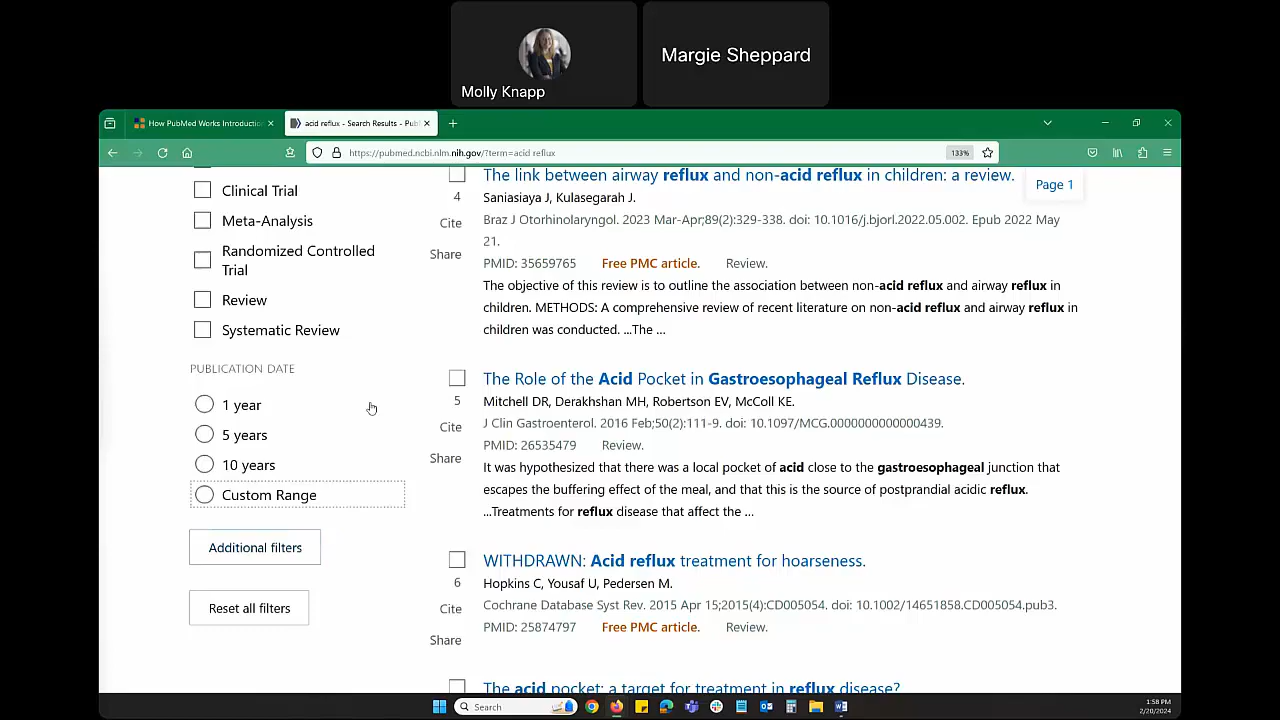 Molly Knapp
Margie Sheppard
How PubMed Works Introduction
acid reflux - Search Results - Pub
https://pubmed.ncbi.nlm.nih.gov/?term=acid reflux
133%
Clinical Trial
Meta-Analysis
Randomized Controlled
Trial
Review
Systematic Review
PUBLICATION DATE
1 year
5 years
10 years
Custom Range
Additional filters
Reset all filters
Page 1
The link between airway reflux and non-acid reflux in children: a review.
4
Saniasiaya J, Kulasegarah J.
Cite
Braz J Otorhinolaryngol. 2023 Mar-Apr;89(2):329-338. doi: 10.1016/j.bjorl.2022.05.002. Epub 2022 May
21.
Share
PMID: 35659765 Free PMC article. Review.
The objective of this review is to outline the association between non-acid reflux and airway reflux in
children. METHODS: A comprehensive review of recent literature on non-acid reflux and airway reflux in
children was conducted. ...The ...
The Role of the Acid Pocket in Gastroesophageal Reflux Disease.
5
Mitchell DR, Derakhshan MH, Robertson EV, McColl KE.
Cite
J Clin Gastroenterol. 2016 Feb;50(2):111-9. doi: 10.1097/MCG.0000000000000439.
PMID: 26535479 Review.
Share
It was hypothesized that there was a local pocket of acid close to the gastroesophageal junction that
escapes the buffering effect of the meal, and that this is the source of postprandial acidic reflux.
...Treatments for reflux disease that affect the ...
WITHDRAWN: Acid reflux treatment for hoarseness.
6
Hopkins C, Yousaf U, Pedersen M.
Cite
Cochrane Database Syst Rev. 2015 Apr 15;2015(4):CD005054. doi: 10.1002/14651858.CD005054.pub3.
PMID: 25874797 Free PMC article. Review.
Share
The acid pocket: a target for treatment in reflux disease?
Search
1:58 PM
2/20/2024